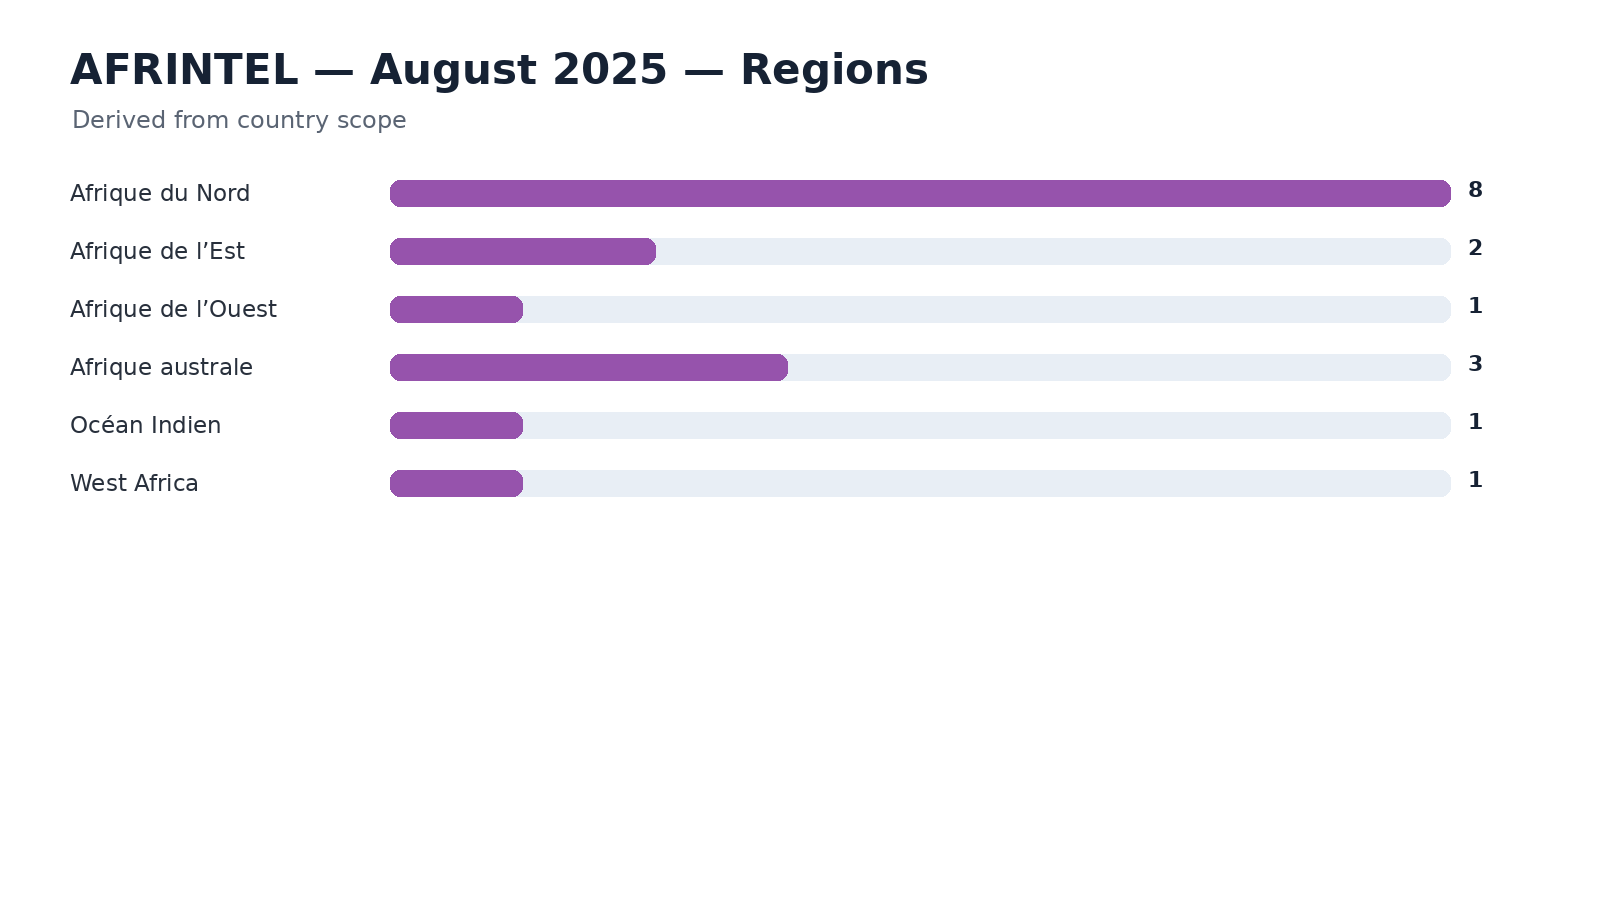 AFRINTEL — August 2025 — Regions
Derived from country scope
Afrique du Nord 8
Afrique de l’Est 2
Afrique de l’Ouest 1
Afrique australe 3
Océan Indien 1
West Africa 1